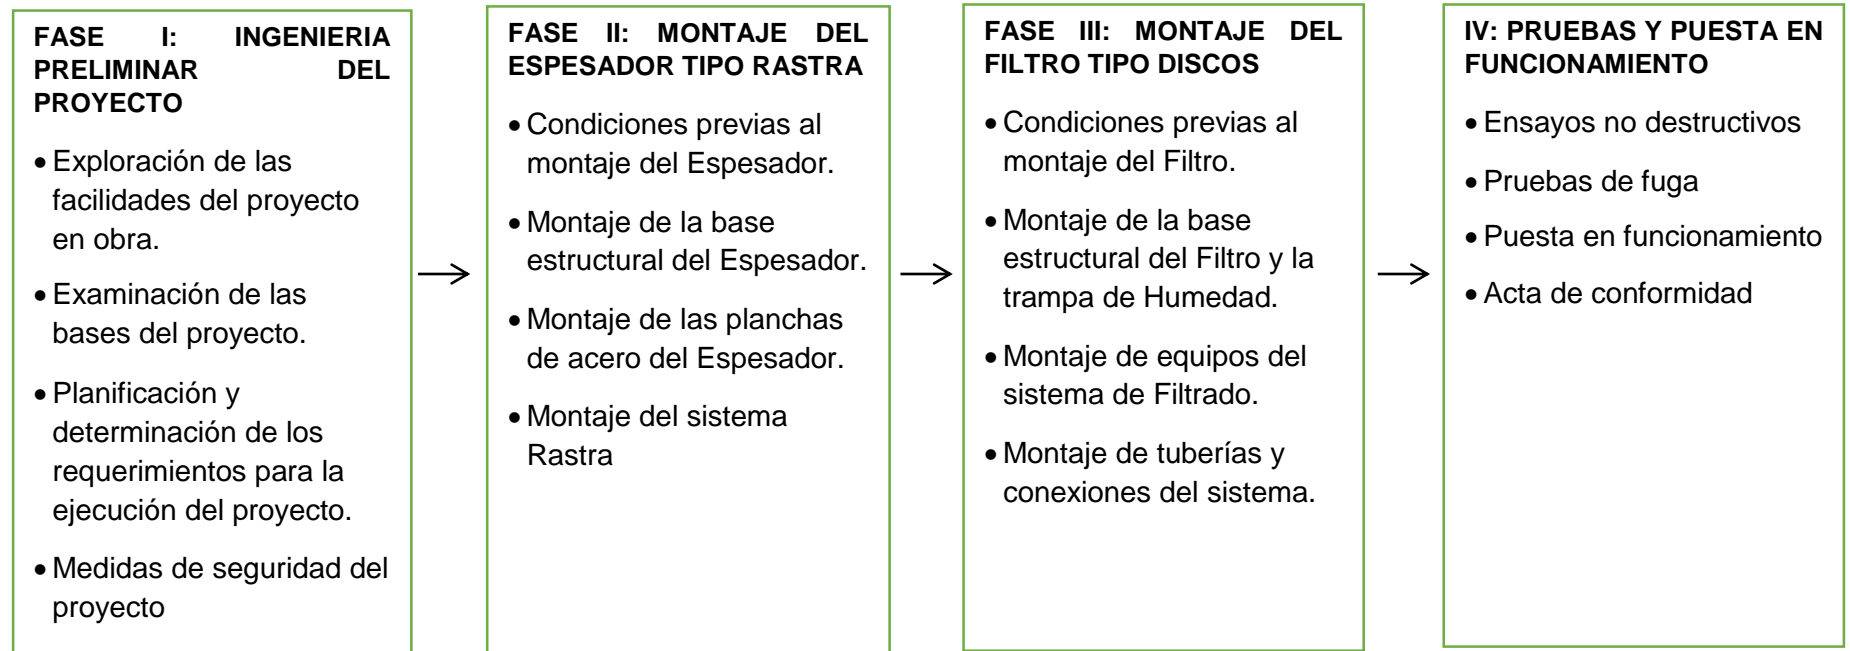 FASE I: INGENIERIA
PRELIMINAR DEL
PROYECTO
• Exploración de las
facilidades del proyecto
en obra.
• Examinación de las
bases del proyecto.
• Planificación y
determinación de los
requerimientos para la
ejecución del proyecto.
• Medidas de seguridad del
proyecto
FASE II: MONTAJE DEL
ESPESADOR TIPO RASTRA
• Condiciones previas al
montaje del Espesador.
• Montaje de la base
estructural del Espesador.
• Montaje de las planchas
de acero del Espesador.
• Montaje del sistema
Rastra
FASE III: MONTAJE DEL
FILTRO TIPO DISCOS
• Condiciones previas al
montaje del Filtro.
• Montaje de la base
estructural del Filtro y la
trampa de Humedad.
• Montaje de equipos del
sistema de Filtrado.
• Montaje de tuberías y
conexiones del sistema.
IV: PRUEBAS Y PUESTA EN
FUNCIONAMIENTO
• Ensayos no destructivos
• Pruebas de fuga
• Puesta en funcionamiento
• Acta de conformidad